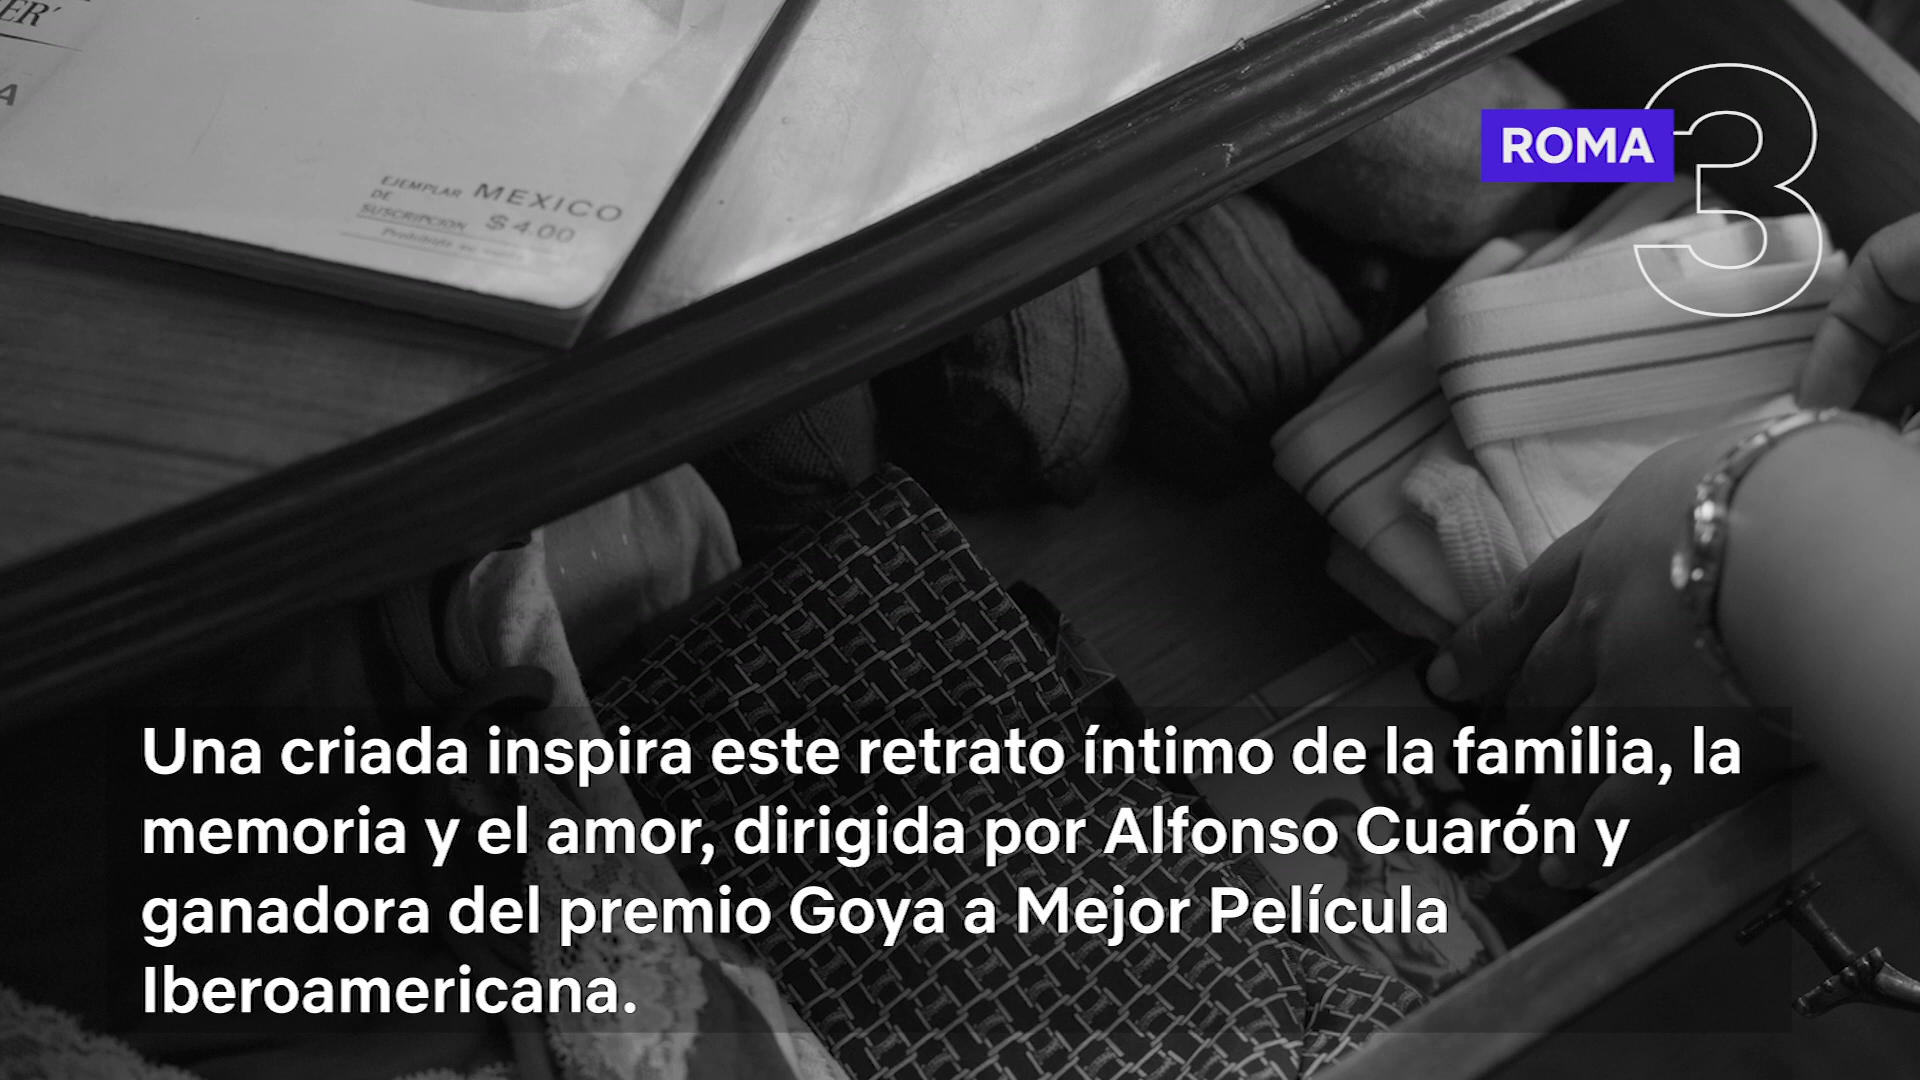 ER'
A
EJEMPLAR MEXICO
DE
SUSCRIPCION $4.00
ROMA
3
Una criada inspira este retrato íntimo de la familia, la
memoria y el amor, dirigida por Alfonso Cuarón y
ganadora del premio Goya a Mejor Película
Iberoamericana.